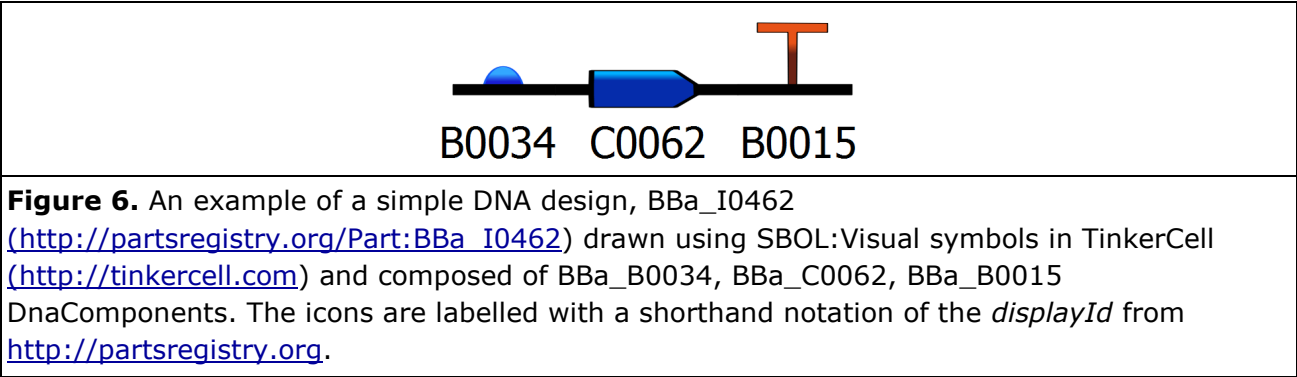 B0034 C0062 B0015
Figure 6. An example of a simple DNA design, BBa_I0462
(http://partsregistry.org/Part:BBa_I0462) drawn using SBOL:Visual symbols in TinkerCell
(http://tinkercell.com) and composed of BBa_B0034, BBa_C0062, BBa_B0015
DnaComponents. The icons are labelled with a shorthand notation of the displayId from
http://partsregistry.org.